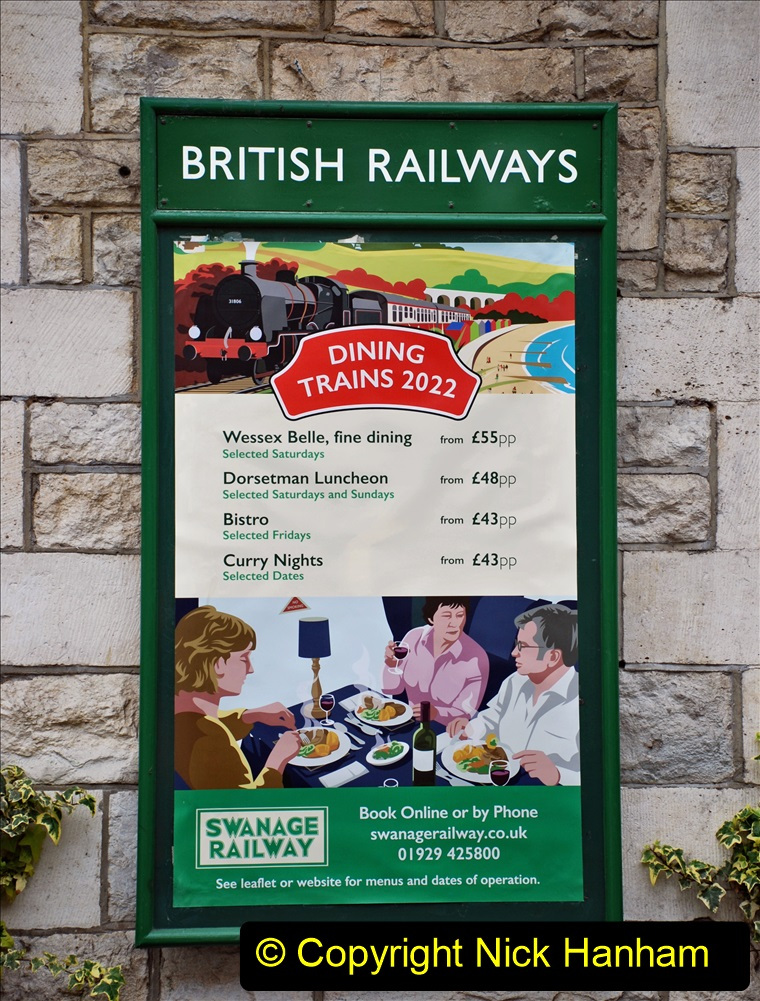 BRITISH RAILWAYS
31806
DINING
TRAINS 2022
Wessex Belle, fine dining from £55pp
Selected Saturdays
Dorsetman Luncheon from £48pp
Selected Saturdays and Sundays
Bistro from £43pp
Selected Fridays
Curry Nights from £43pp
Selected Dates
NO SMOKING
SWANAGE
RAILWAY
Book Online or by Phone
swanagerailway.co.uk
01929 425800
See leaflet or website for menus and dates of operation.
© Copyright Nick Hanham